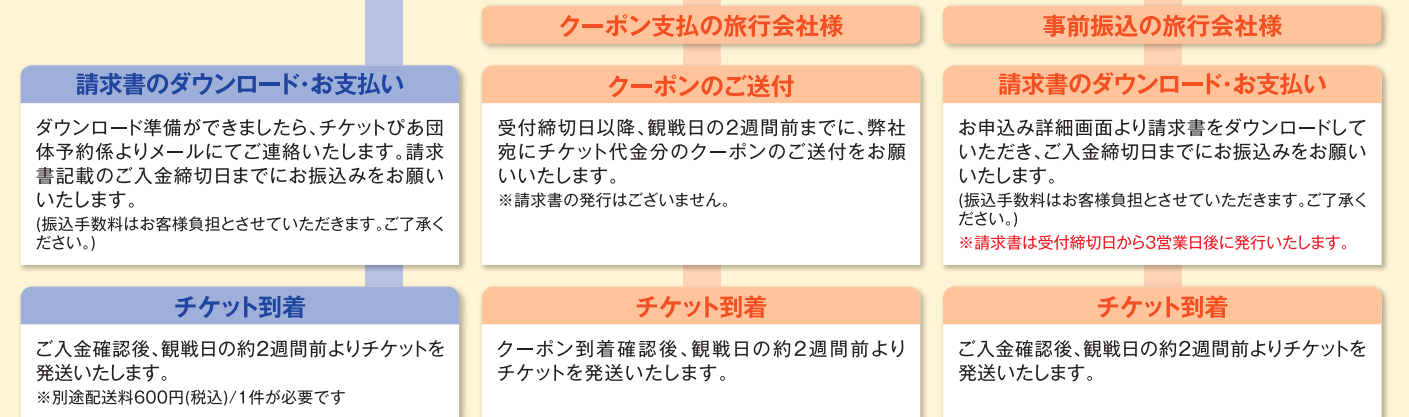 クーポン支払の旅行会社様
事前振込の旅行会社様
請求書のダウンロード･お支払い
ダウンロード準備ができましたら、チケットぴあ団
体予約係よりメールにてご連絡いたします。請求
書記載のご入金締切日までにお振込みをお願い
いたします。
(振込手数料はお客様負担とさせていただきます。ご了承く
ださい。)
クーポンのご送付
受付締切日以降、観戦日の2週間前までに、弊社
宛にチケット代金分のクーポンのご送付をお願
いいたします。
※請求書の発行はございません。
請求書のダウンロード･お支払い
お申込み詳細画面より請求書をダウンロードして
いただき、ご入金締切日までにお振込みをお願い
いたします。
(振込手数料はお客様負担とさせていただきます。ご了承く
ださい。)
※請求書は受付締切日から3営業日後に発行いたします。
チケット到着
ご入金確認後、観戦日の約2週間前よりチケットを
発送いたします。
※別途配送料600円(税込)/1件が必要です
チケット到着
クーポン到着確認後、観戦日の約2週間前より
チケットを発送いたします。
チケット到着
ご入金確認後、観戦日の約2週間前よりチケットを
発送いたします。